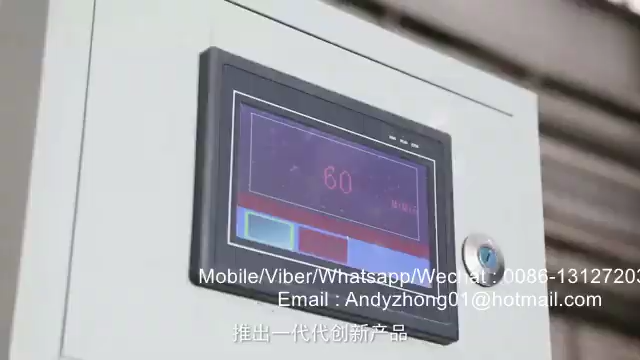 60
Mobile/Viber/Whatsapp/Wechat : 0086-13127203
Email : Andyzhong01@hotmail.com
推出一代代创新产品